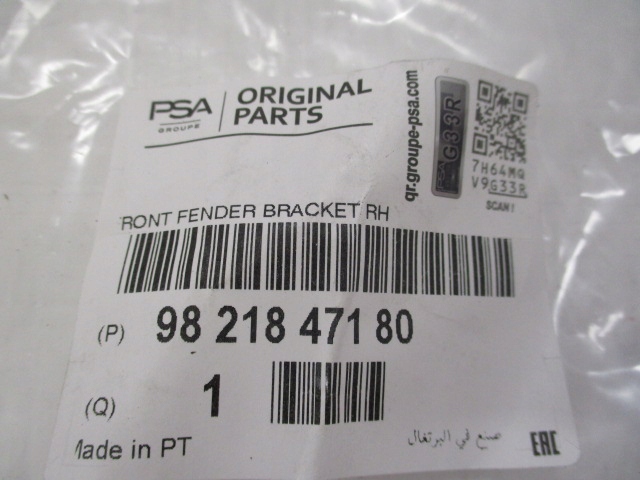 PSA
GROUPE
ORIGINAL
PARTS
qr.groupe-psa.com
PSA G33R
7H64MQ
V9G33R
SCAN!
RONT FENDER BRACKET RH
(P) 98 218 471 80
(Q) 1
Made in PT
صنع في البرتغال
EAC